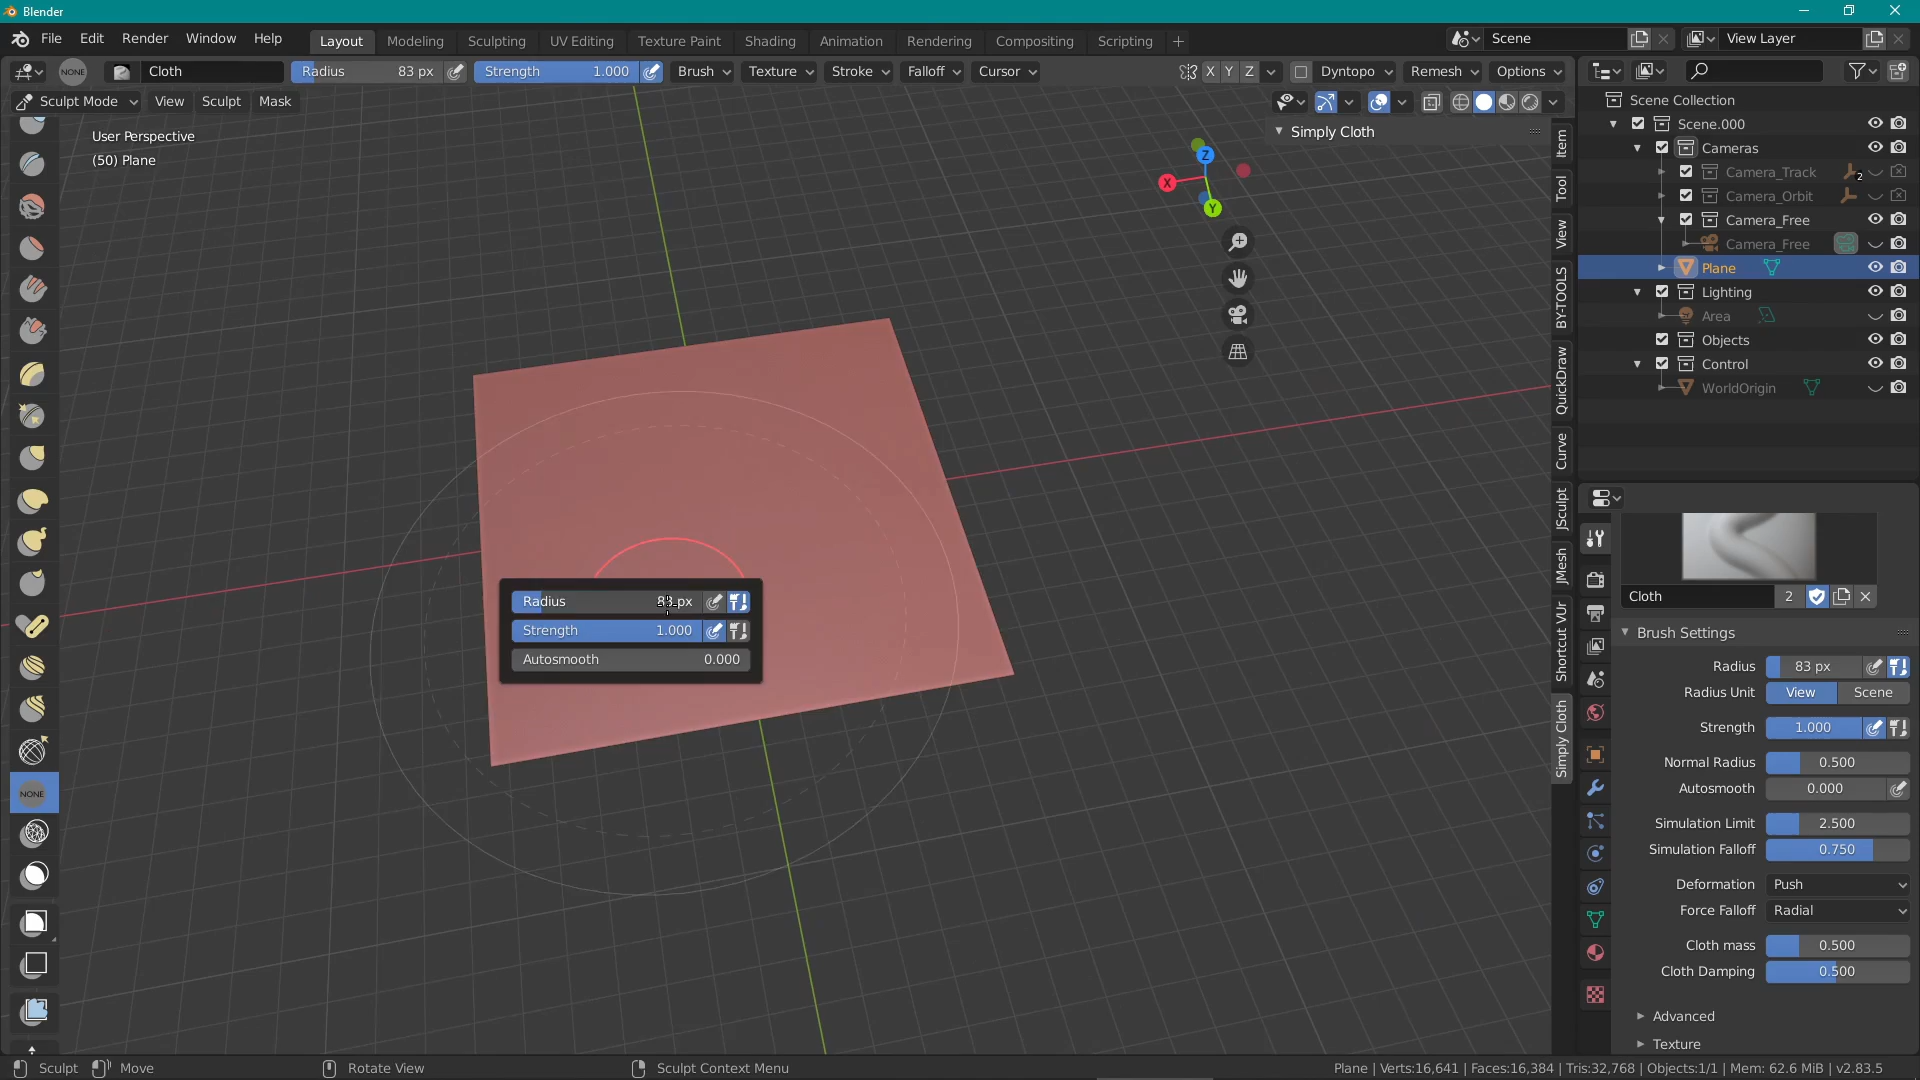 Blender
File Edit Render Window Help
Layout Modeling Sculpting UV Editing Texture Paint Shading Animation Rendering Compositing Scripting +
Scene
View Layer
NONE
Cloth
Radius 83 px
Strength 1.000
Brush Texture Stroke Falloff Cursor
X Y Z
Dyntopo Remesh Options
Sculpt Mode View Sculpt Mask
User Perspective
(50) Plane
Simply Cloth
Z
X
Y
Item
Tool
View
BY-TOOLS
QuickDraw
Curve
JSculpt
JMesh
Shortcut VUr
Simply Cloth
NONE
Radius 83 px
Strength 1.000
Autosmooth 0.000
Scene Collection
Scene.000
Cameras
Camera_Track 2
Camera_Orbit
Camera_Free
Camera_Free
Plane
Lighting
Area
Objects
Control
WorldOrigin
Cloth 2
Brush Settings
Radius 83 px
Radius Unit View Scene
Strength 1.000
Normal Radius 0.500
Autosmooth 0.000
Simulation Limit 2.500
Simulation Falloff 0.750
Deformation Push
Force Falloff Radial
Cloth mass 0.500
Cloth Damping 0.500
Advanced
Texture
Sculpt Move Rotate View Sculpt Context Menu
Plane | Verts:16,641 | Faces:16,384 | Tris:32,768 | Objects:1/1 | Mem: 62.6 MiB | v2.83.5